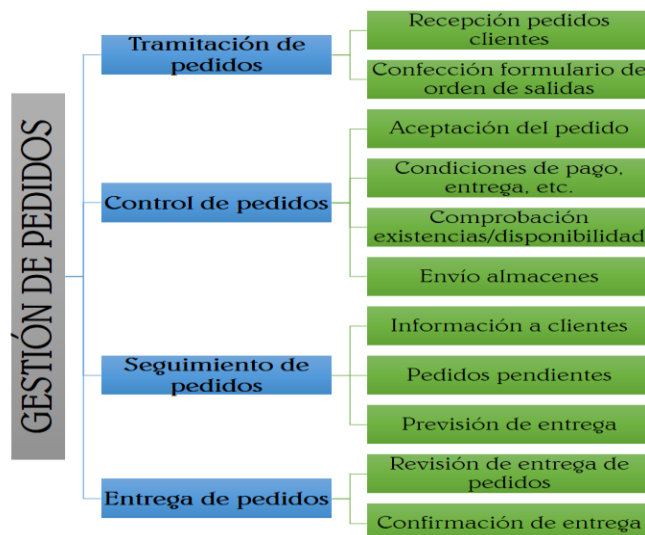 GESTIÓN DE PEDIDOS
Tramitación de
pedidos
Recepción pedidos
clientes
Confección formulario de
orden de salidas
Control de pedidos
Aceptación del pedido
Condiciones de pago,
entrega, etc.
Comprobación
existencias/disponibilidad
Envío almacenes
Seguimiento de
pedidos
Información a clientes
Pedidos pendientes
Previsión de entrega
Entrega de pedidos
Revisión de entrega de
pedidos
Confirmación de entrega